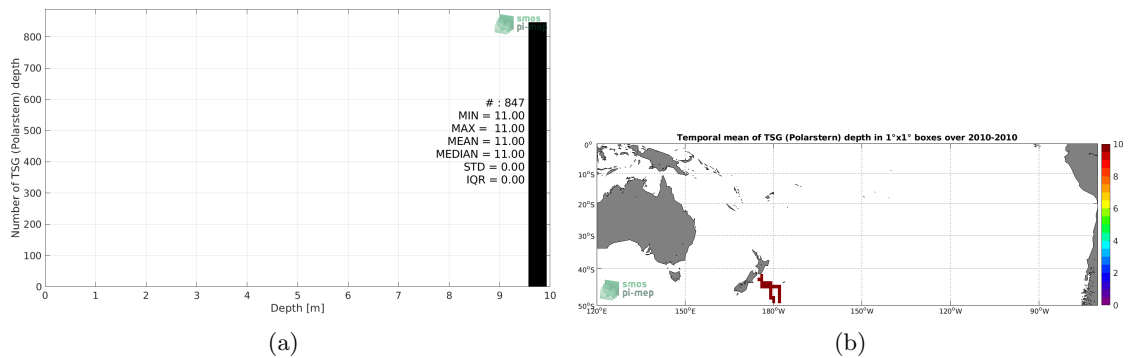 Number of TSG (Polarstern) depth
800
700
600
500
400
300
200
100
0
0 1 2 3 4 5 6 7 8 9 10
Depth [m]
smos
pi-mep
# : 847
MIN = 11.00
MAX = 11.00
MEAN = 11.00
MEDIAN = 11.00
STD = 0.00
IQR = 0.00
(a)
Temporal mean of TSG (Polarstern) depth in 1°x1° boxes over 2010-2010
0°
10°S
20°S
30°S
40°S
50°S
120°E 150°E 180°W 150°W 120°W 90°W
10
8
6
4
2
0
smos
pi-mep
(b)